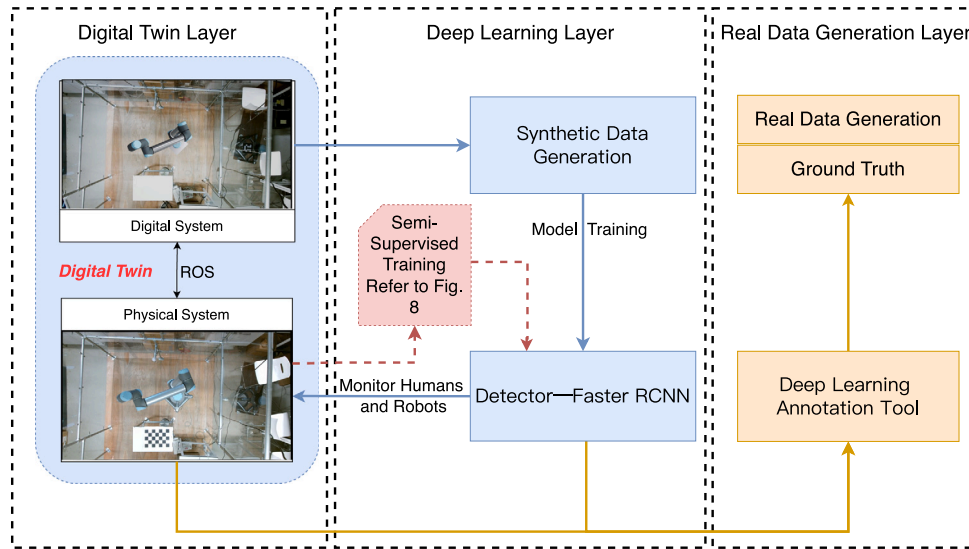 Digital Twin Layer
Digital System
Digital Twin
ROS
Physical System
Deep Learning Layer
Synthetic Data
Generation
Semi-
Supervised
Training
Refer to Fig.
8
Model Training
Monitor Humans
and Robots
Detector—Faster RCNN
Real Data Generation Layer
Real Data Generation
Ground Truth
Deep Learning
Annotation Tool